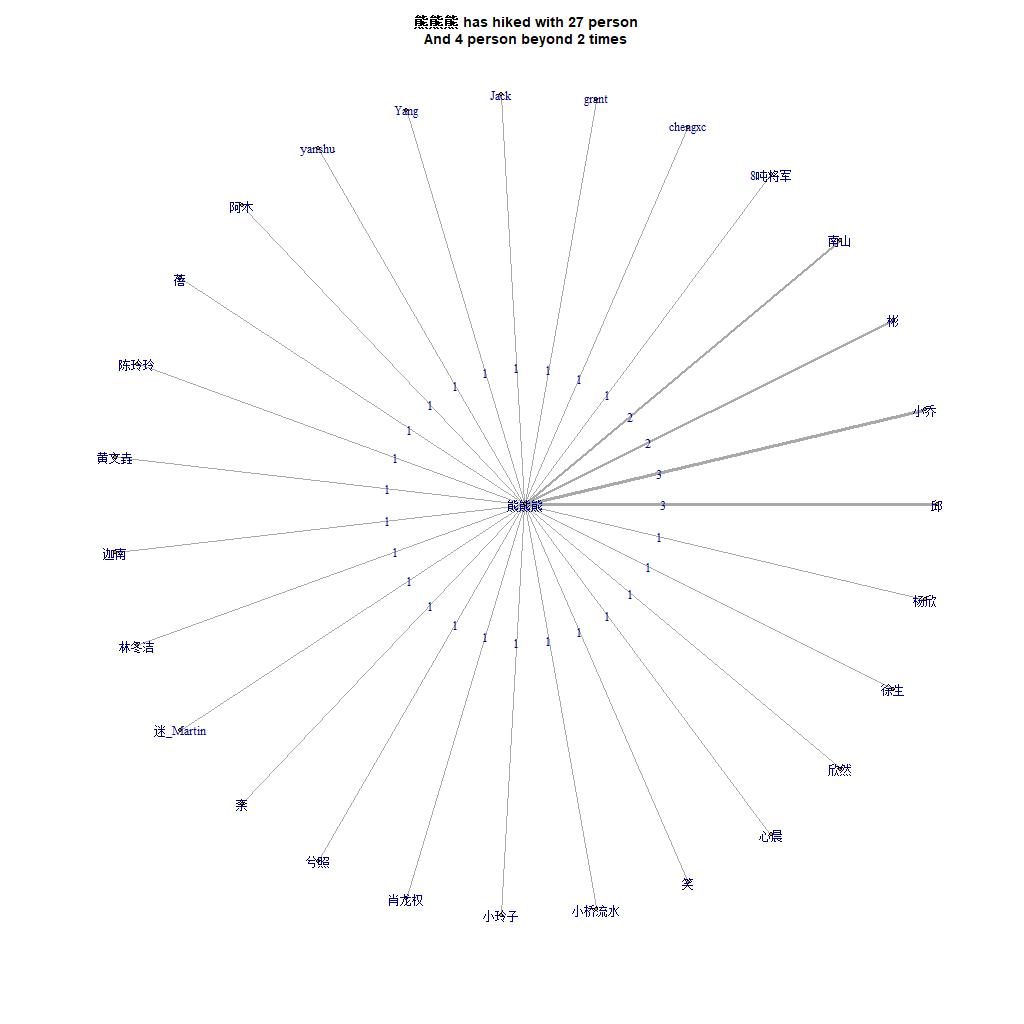 熊熊熊 has hiked with 27 person
And 4 person beyond 2 times
Jack
grant
Yang
chengxc
yanshu
8吨将军
阿木
南山
蓓
彬
陈玲玲
小乔
黄文垚
邱
迦南
杨欣
林冬洁
徐生
迷_Martin
欣然
亲
心晨
兮照
笑
肖龙权
小玲子
小桥流水
熊熊熊
1
1
1
1
1
1
1
1
2
1
2
1
3
1
3
1
1
1
1
1
1
1
1
1
1
1
1